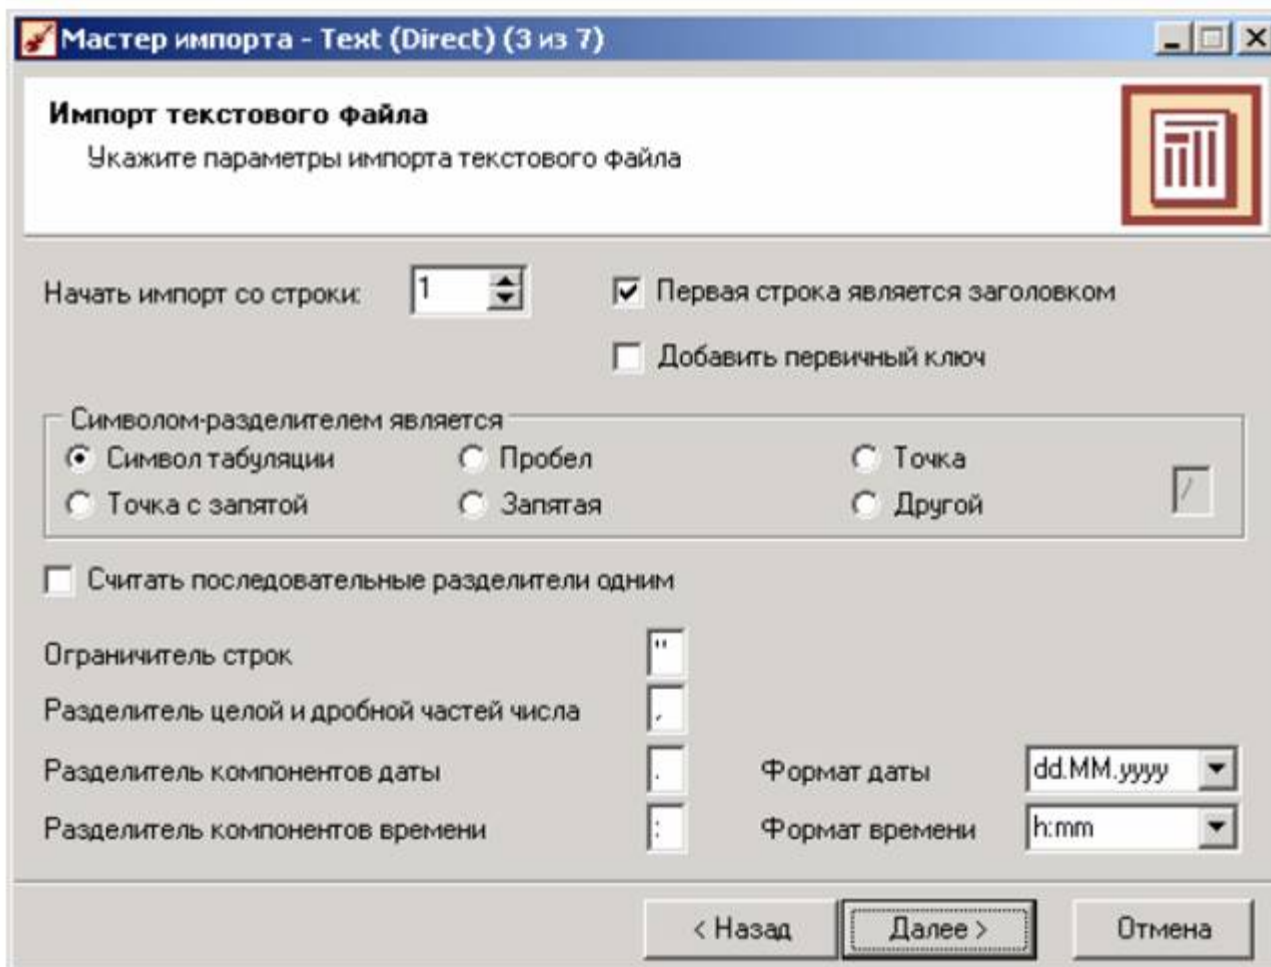 Мастер импорта - Text (Direct) (3 из 7)
Импорт текстового файла
Укажите параметры импорта текстового файла
Начать импорт со строки: 1 Первая строка является заголовком
Добавить первичный ключ
Символом-разделителем является
Символ табуляции Пробел Точка
Точка с запятой Запятая Другой /
Считать последовательные разделители одним
Ограничитель строк "
Разделитель целой и дробной частей числа ,
Разделитель компонентов даты . Формат даты dd.MM.yyyy
Разделитель компонентов времени : Формат времени h:mm
< Назад Далее > Отмена